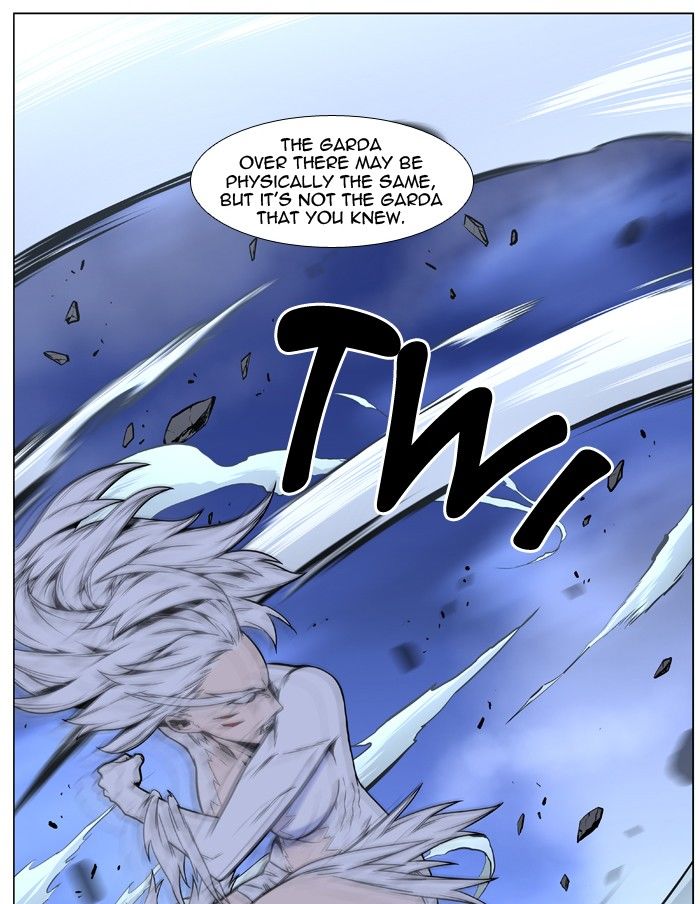 THE GARDA
OVER THERE MAY BE
PHYSICALLY THE SAME,
BUT IT'S NOT THE GARDA
THAT YOU KNEW.
TWI